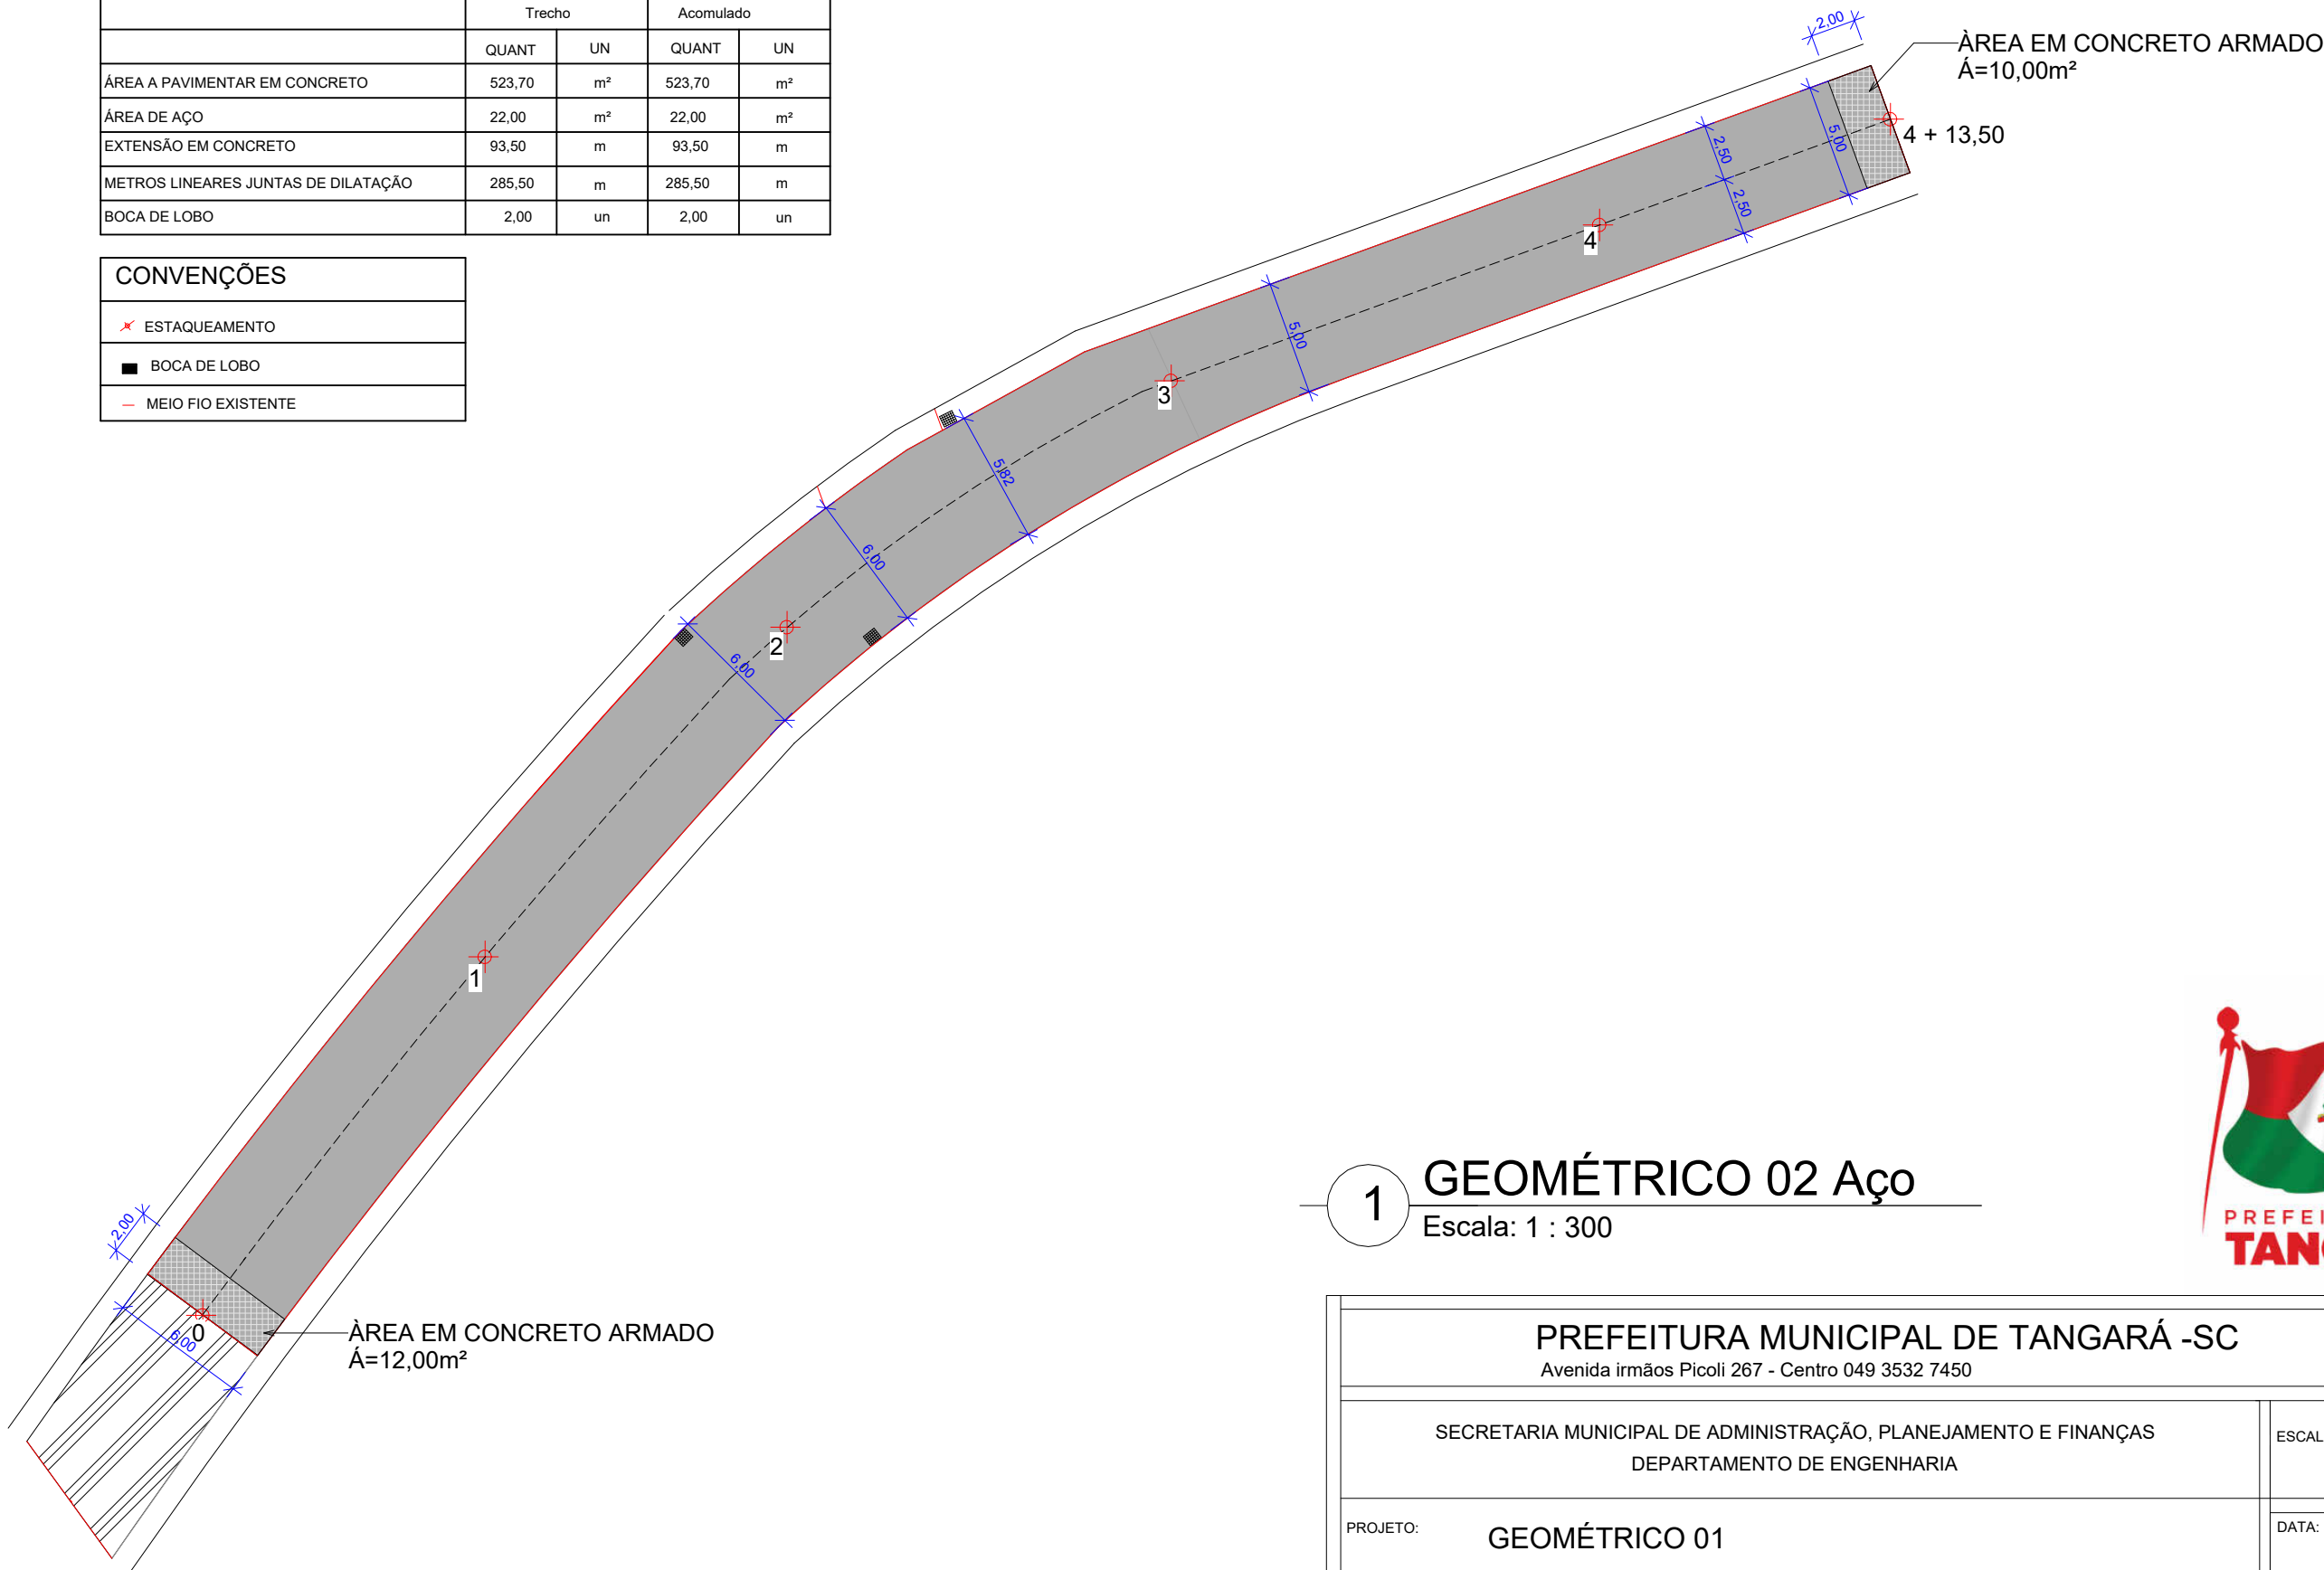 Trecho Acomulado
QUANT UN QUANT UN
ÁREA A PAVIMENTAR EM CONCRETO 523,70 m² 523,70 m²
ÁREA DE AÇO 22,00 m² 22,00 m²
EXTENSÃO EM CONCRETO 93,50 m 93,50 m
METROS LINEARES JUNTAS DE DILATAÇÃO 285,50 m 285,50 m
BOCA DE LOBO 2,00 un 2,00 un
CONVENÇÕES
ESTAQUEAMENTO
BOCA DE LOBO
MEIO FIO EXISTENTE
2,00
ÀREA EM CONCRETO ARMADO
Á=10,00m²
4 + 13,50
5,00
2,50
2,50
4
5,00
3
5,82
6,00
2
6,00
1
2,00
0
6,00
ÀREA EM CONCRETO ARMADO
Á=12,00m²
1 GEOMÉTRICO 02 Aço
Escala: 1 : 300
PREFEI
TAN
PREFEITURA MUNICIPAL DE TANGARÁ -SC
Avenida irmãos Picoli 267 - Centro 049 3532 7450
SECRETARIA MUNICIPAL DE ADMINISTRAÇÃO, PLANEJAMENTO E FINANÇAS
DEPARTAMENTO DE ENGENHARIA
ESCAL
PROJETO: GEOMÉTRICO 01
DATA: